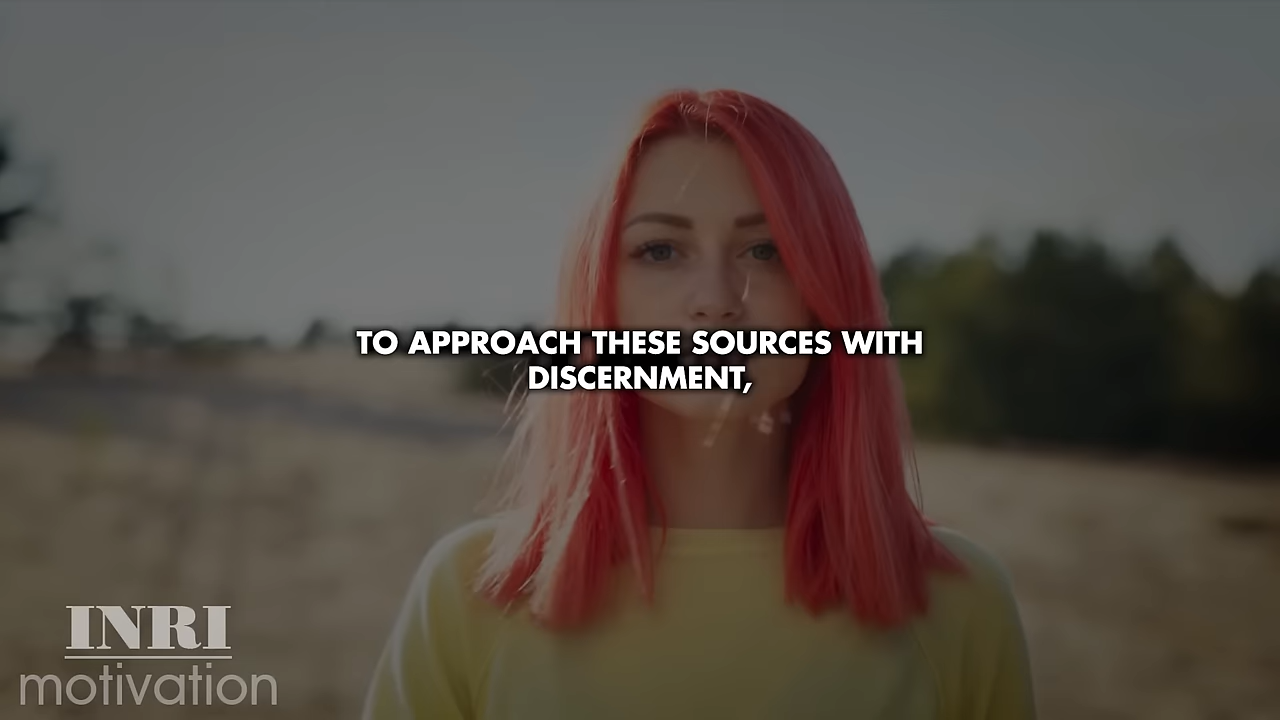 TO APPROACH THESE SOURCES WITH
DISCERNMENT,
INRI
motivation